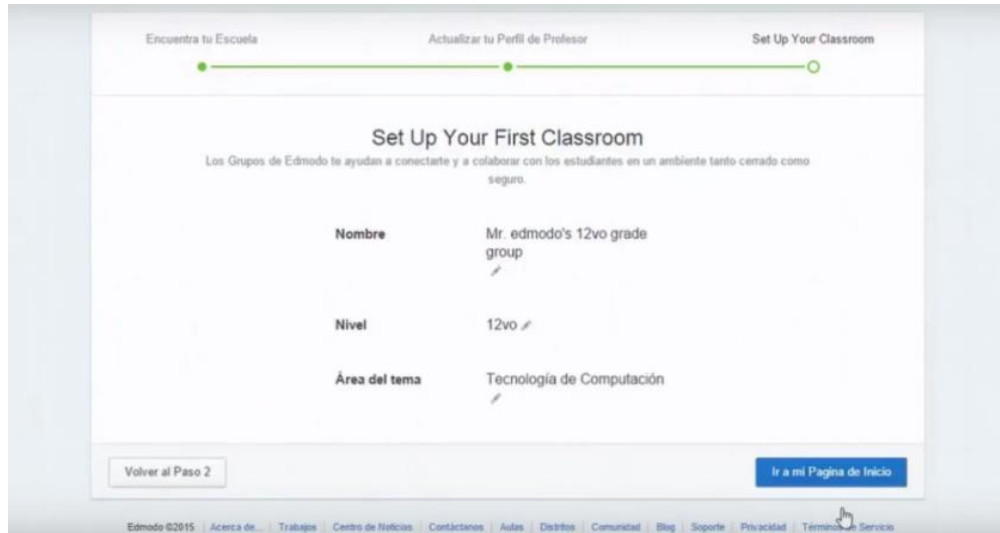 Encuentra tu Escuela Actualizar tu Perfil de Profesor Set Up Your Classroom
Set Up Your First Classroom
Los Grupos de Edmodo te ayudan a conectarte y a colaborar con los estudiantes en un ambiente tanto cerrado como
seguro.
Nombre Mr. edmodo's 12vo grade
group
Nivel 12vo
Área del tema Tecnología de Computación
Volver al Paso 2 Ir a mi Pagina de Inicio
Edmodo ©2015 | Acerca de... | Trabajos | Centro de Noticias | Contáctanos | Aulas | Distritos | Comunidad | Blog | Soporte | Privacidad | Servicio